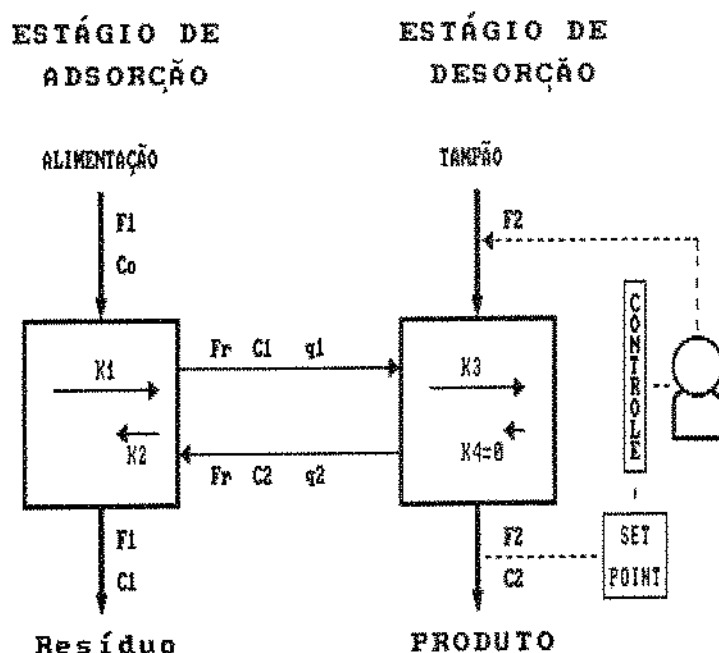 ESTÁGIO DE
ADSORÇÃO
ESTÁGIO DE
DESORÇÃO
ALIMENTAÇÃO
TAMPÃO
F1
Co
F2
CONTROLE
K1
K2
Fr C1 q1
Fr C2 q2
K3
K4=0
F1
C1
F2
C2
SET
POINT
Resíduo
PRODUTO